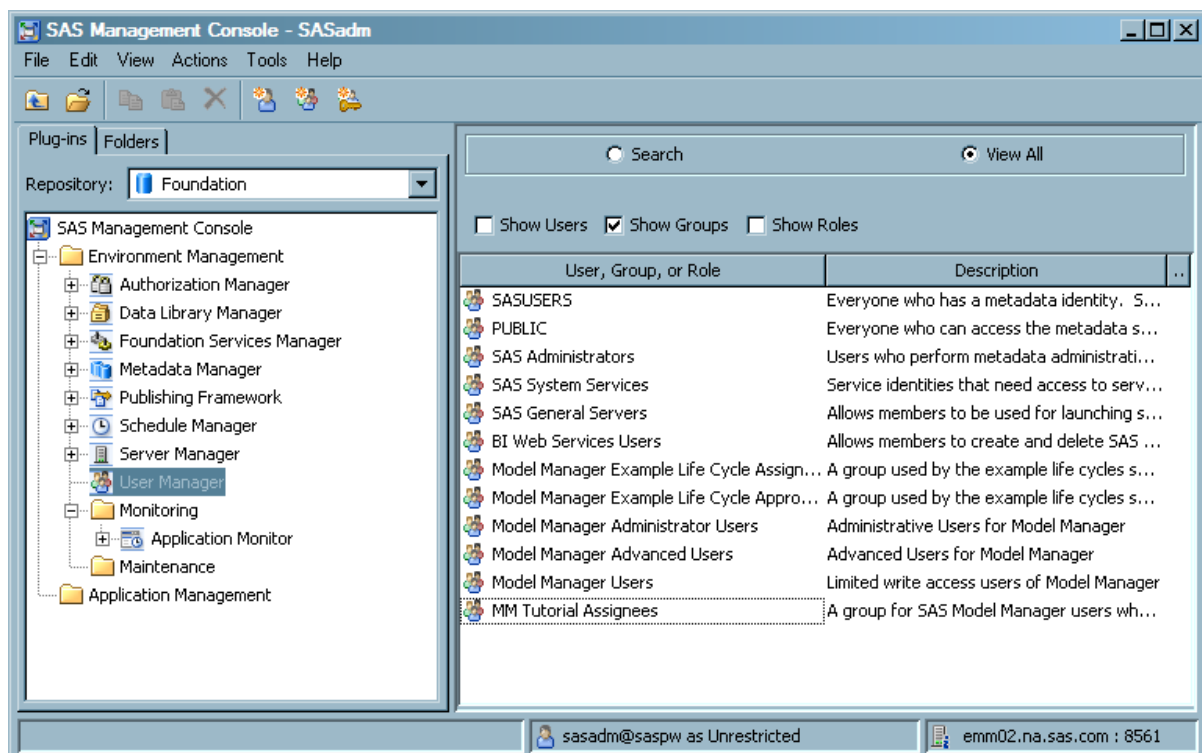 SAS Management Console - SASadm
File Edit View Actions Tools Help
Plug-ins Folders
Repository: Foundation
SAS Management Console
Environment Management
Authorization Manager
Data Library Manager
Foundation Services Manager
Metadata Manager
Publishing Framework
Schedule Manager
Server Manager
User Manager
Monitoring
Application Monitor
Maintenance
Application Management
Search View All
Show Users Show Groups Show Roles
User, Group, or Role Description ..
SASUSERS Everyone who has a metadata identity. S...
PUBLIC Everyone who can access the metadata s...
SAS Administrators Users who perform metadata administrati...
SAS System Services Service identities that need access to serv...
SAS General Servers Allows members to be used for launching s...
BI Web Services Users Allows members to create and delete SAS ...
Model Manager Example Life Cycle Assign... A group used by the example life cycles s...
Model Manager Example Life Cycle Appro... A group used by the example life cycles s...
Model Manager Administrator Users Administrative Users for Model Manager
Model Manager Advanced Users Advanced Users for Model Manager
Model Manager Users Limited write access users of Model Manager
MM Tutorial Assignees A group for SAS Model Manager users wh...
sasadm@saspw as Unrestricted emm02.na.sas.com : 8561